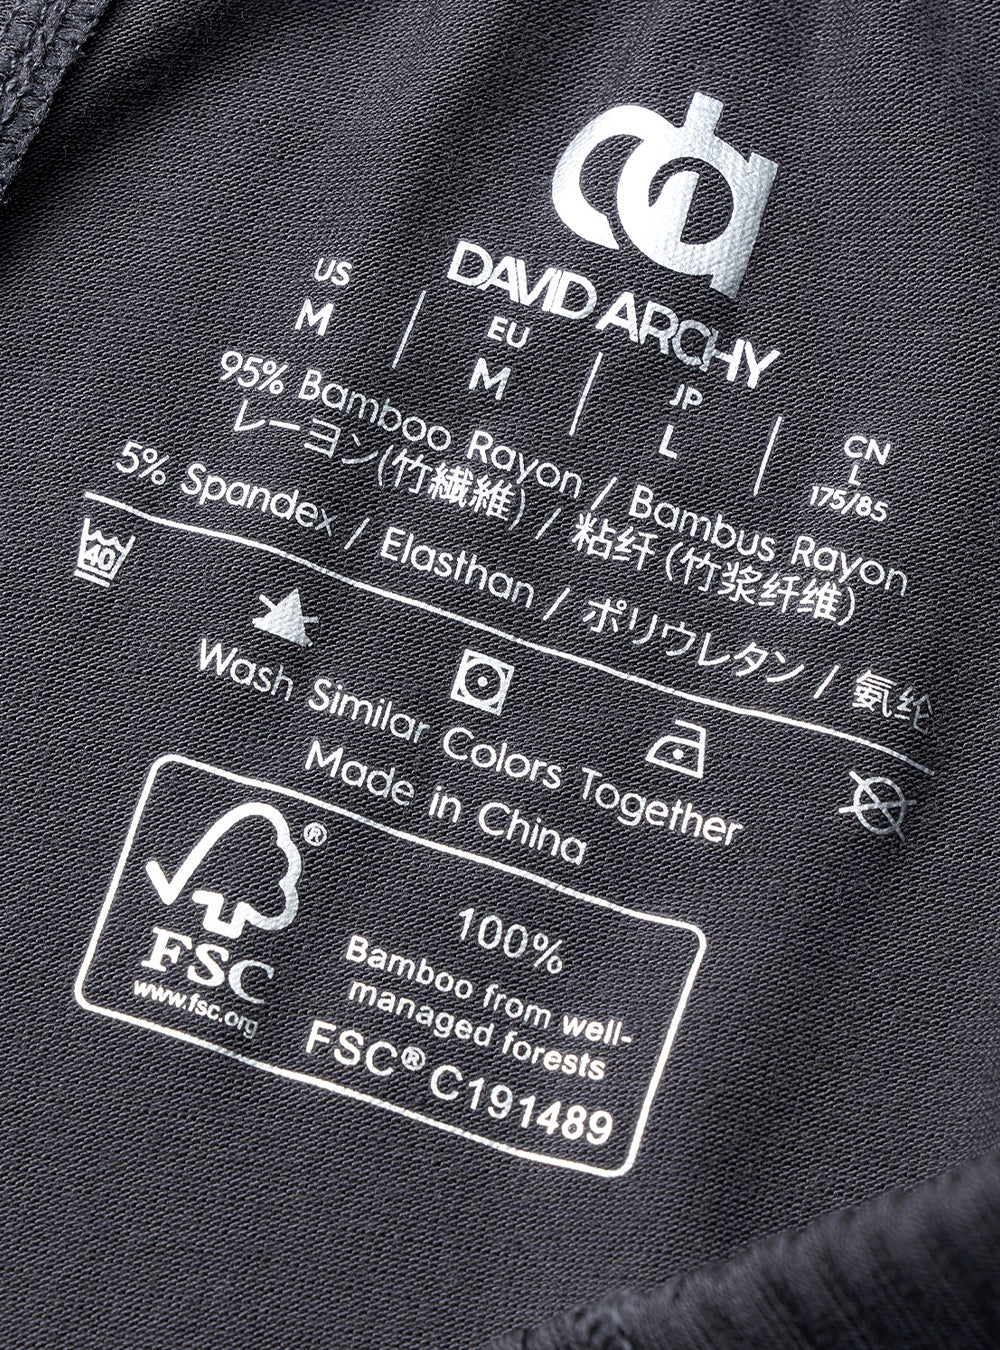 da
DAVID ARCHY
US
M
EU
M
JP
L
CN
L
175/85
95% Bamboo Rayon / Bambus Rayon
レーヨン(竹繊維) / 粘纤 (竹浆纤维)
5% Spandex / Elasthan / ポリウレタン / 氨纶
40
Wash Similar Colors Together
Made in China
®
FSC
www.fsc.org
100%
Bamboo from well-
managed forests
FSC® C191489